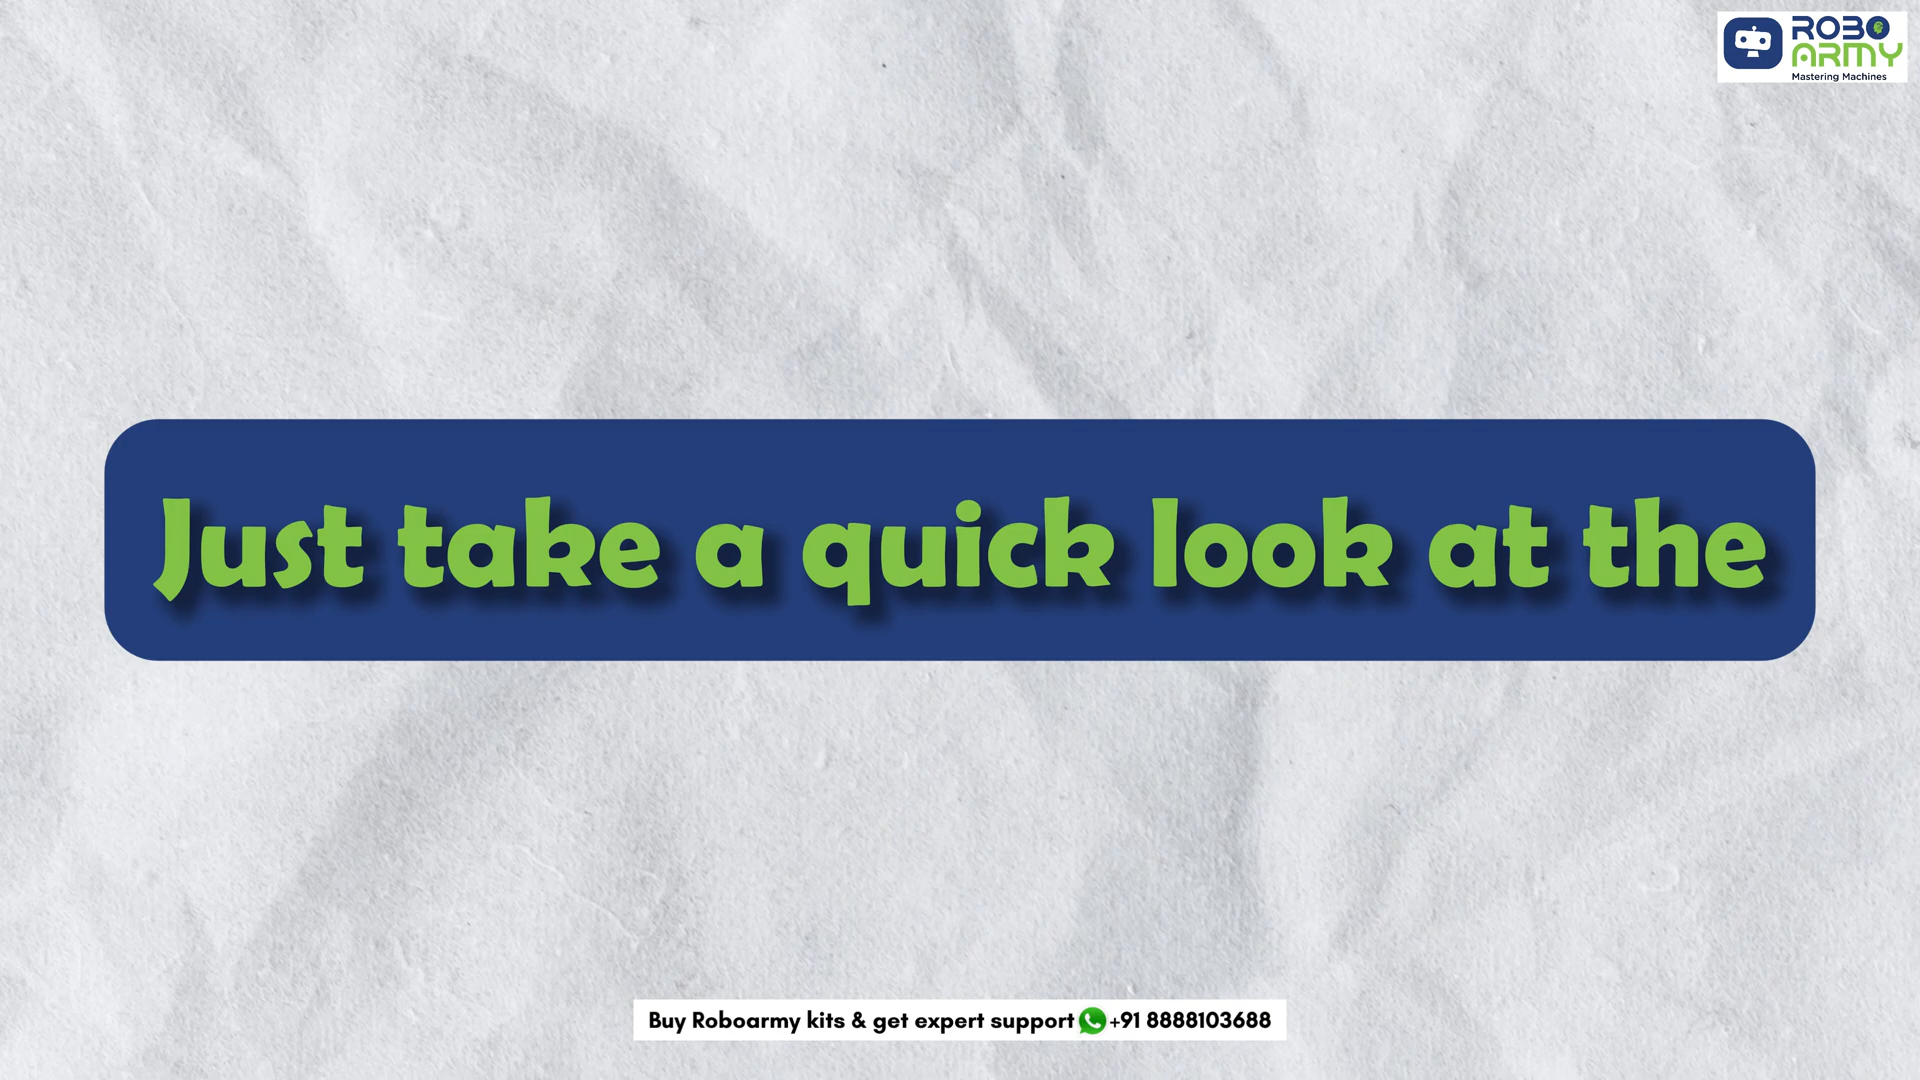 ROBO
ARMY
Mastering Machines
Just take a quick look at the
Buy Roboarmy kits & get expert support +91 8888103688